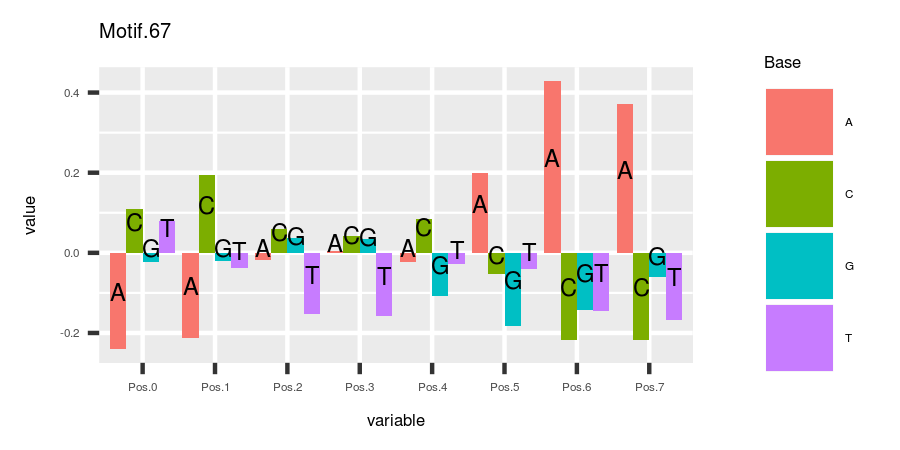 Motif.67
Base
A
C
G
T
value
0.4
0.2
0.0
-0.2
A C G T
A C G T
A C G T
A C G T
A C G T
A C G T
A C G T
A C G T
Pos.0 Pos.1 Pos.2 Pos.3 Pos.4 Pos.5 Pos.6 Pos.7
variable